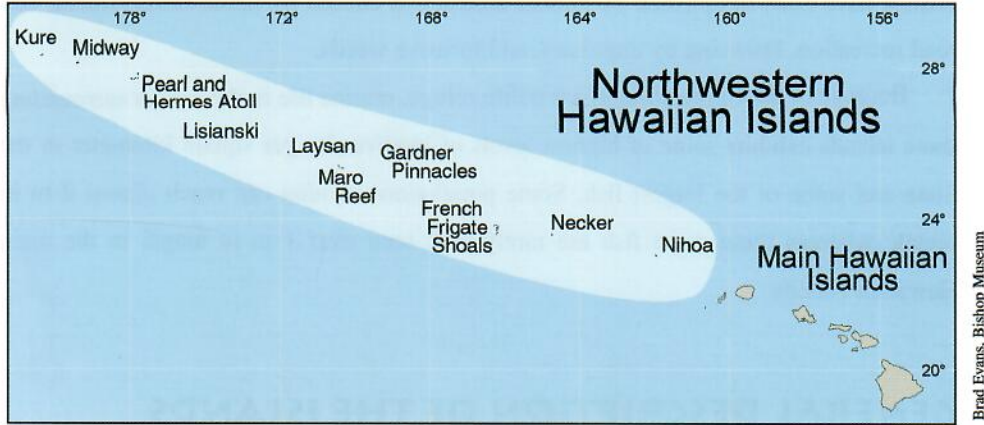 178° 172° 168° 164° 160° 156°
Kure
Midway
Pearl and
Hermes Atoll
Lisianski
Laysan
Maro
Reef
Gardner
Pinnacles
French
Frigate
Shoals
Necker
Nihoa
Northwestern
Hawaiian Islands
Main Hawaiian
Islands
28°
24°
20°
Brad Evans, Bishop Museum